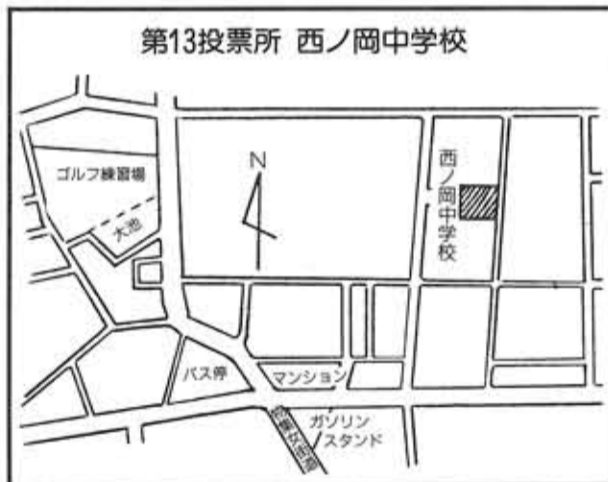 第13投票所 西ノ岡中学校
N
ゴルフ練習場
大池
西ノ岡中学校
バス停
マンション
ガソリン
スタンド